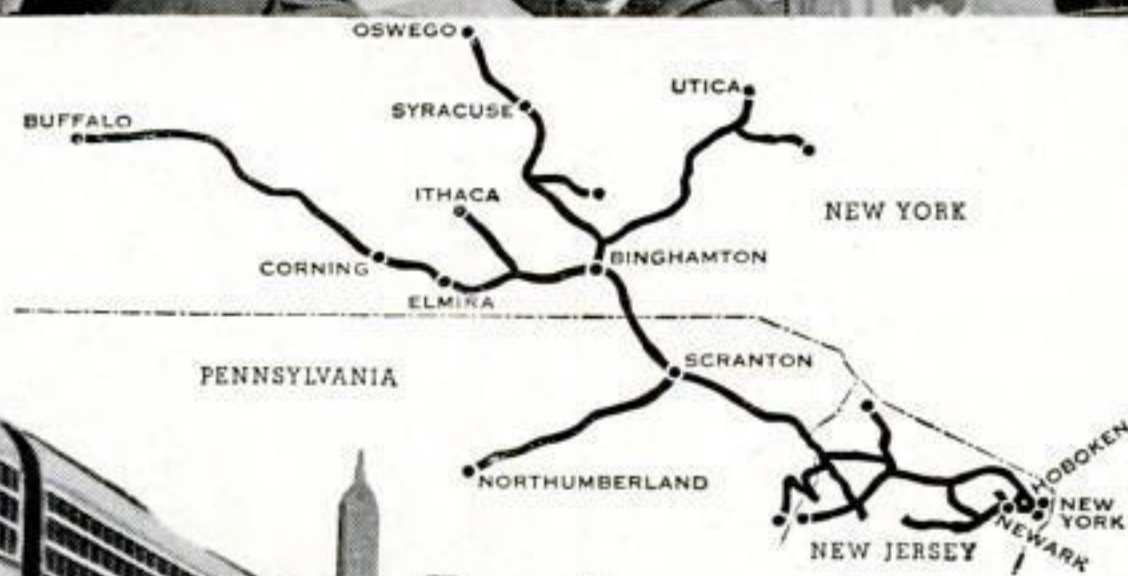 OSWEGO
UTICA
SYRACUSE
BUFFALO
ITHACA
NEW YORK
BINGHAMTON
CORNING
ELMIRA
SCRANTON
PENNSYLVANIA
NORTHUMBERLAND
HOBOKEN
NEW
YORK
NEWARK
NEW JERSEY